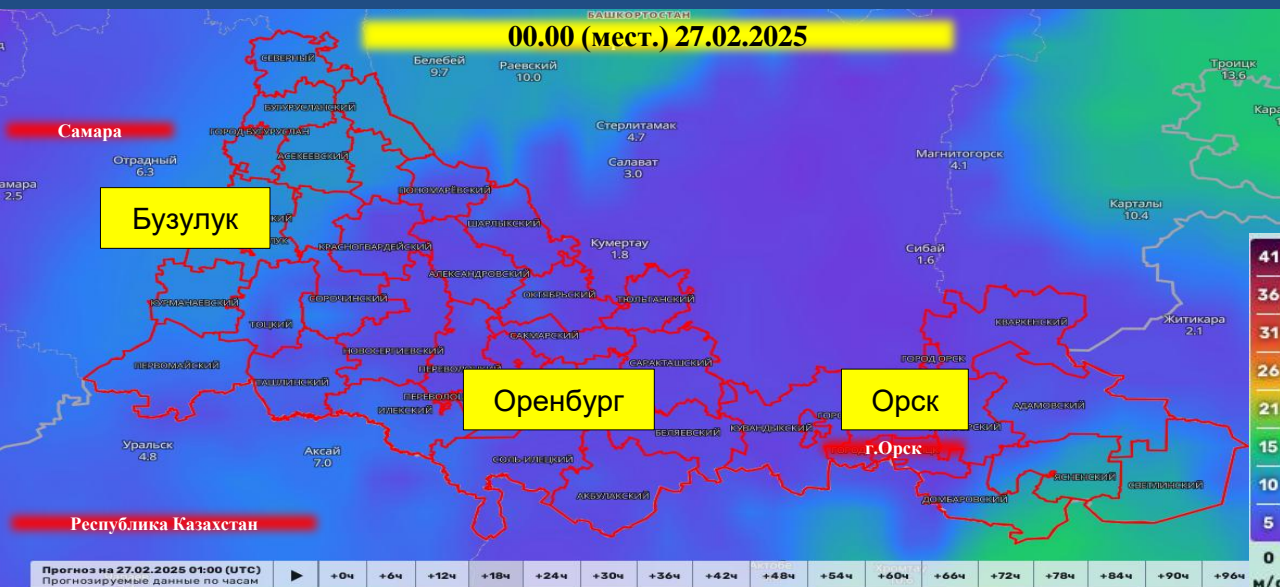 БАШКОРТОСТАН
00.00 (мест.) 27.02.2025
СЕВЕРНЫЙ
Белебей
9.7
Раевский
10.0
Троицк
13.6
БУГУРУСЛАНСКИЙ
Самара
ГОРОД БУГУРУСЛАН
Стерлитамак
4.7
АСЕКЕЕВСКИЙ
Отрадный
6.3
Салават
3.0
Магнитогорск
4.1
2.5
ПОНОМАРЁВСКИЙ
Бузулук
Карталы
10.4
ШАРЛЫКСКИЙ
КРАСНОГВАРДЕЙСКИЙ
Кумертау
1.8
Сибай
1.6
41
АЛЕКСАНДРОВСКИЙ
КУРМАНАЕВСКИЙ
СОРОЧИНСКИЙ
ОКТЯБРЬСКИЙ
ТЮЛЬГАНСКИЙ
36
ТОЦКИЙ
КВАРКЕНСКИЙ
Житикара
2.1
САКМАРСКИЙ
31
НОВОСЕРГИЕВСКИЙ
ГОРОД ОРСК
ПЕРВОМАЙСКИЙ
САРАКТАШСКИЙ
26
ТАШЛИНСКИЙ
Оренбург
Орск
ИЛЕКСКИЙ
АДАМОВСКИЙ
21
БЕЛЯЕВСКИЙ
КУВАНДЫКСКИЙ
Уральск
4.8
Аксай
7.0
г.Орск
15
СОЛЬ-ИЛЕЦКИЙ
ЯСНЕНСКИЙ
СВЕТЛИНСКИЙ
10
АКБУЛАКСКИЙ
ДОМБАРОВСКИЙ
Республика Казахстан
5
0
Прогноз на 27.02.2025 01:00 (UTC)
Прогнозируемые данные по часам
+0ч +6ч +12ч +18ч +24ч +30ч +36ч +42ч +48ч +54ч +60ч +66ч +72ч +78ч +84ч +90ч +96ч